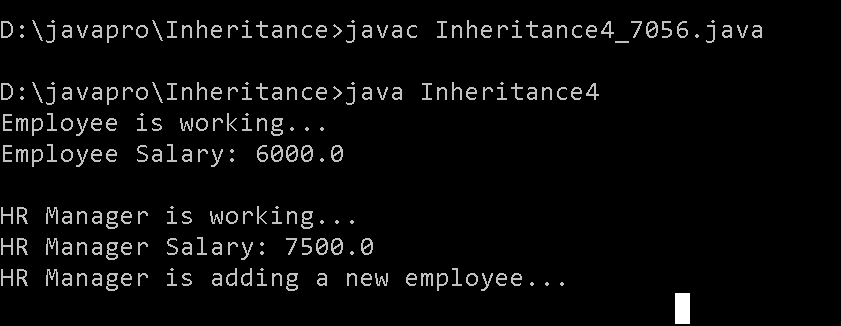 D:\javapro\Inheritance>javac Inheritance4_7056.java
D:\javapro\Inheritance>java Inheritance4
Employee is working...
Employee Salary: 6000.0
HR Manager is working...
HR Manager Salary: 7500.0
HR Manager is adding a new employee...